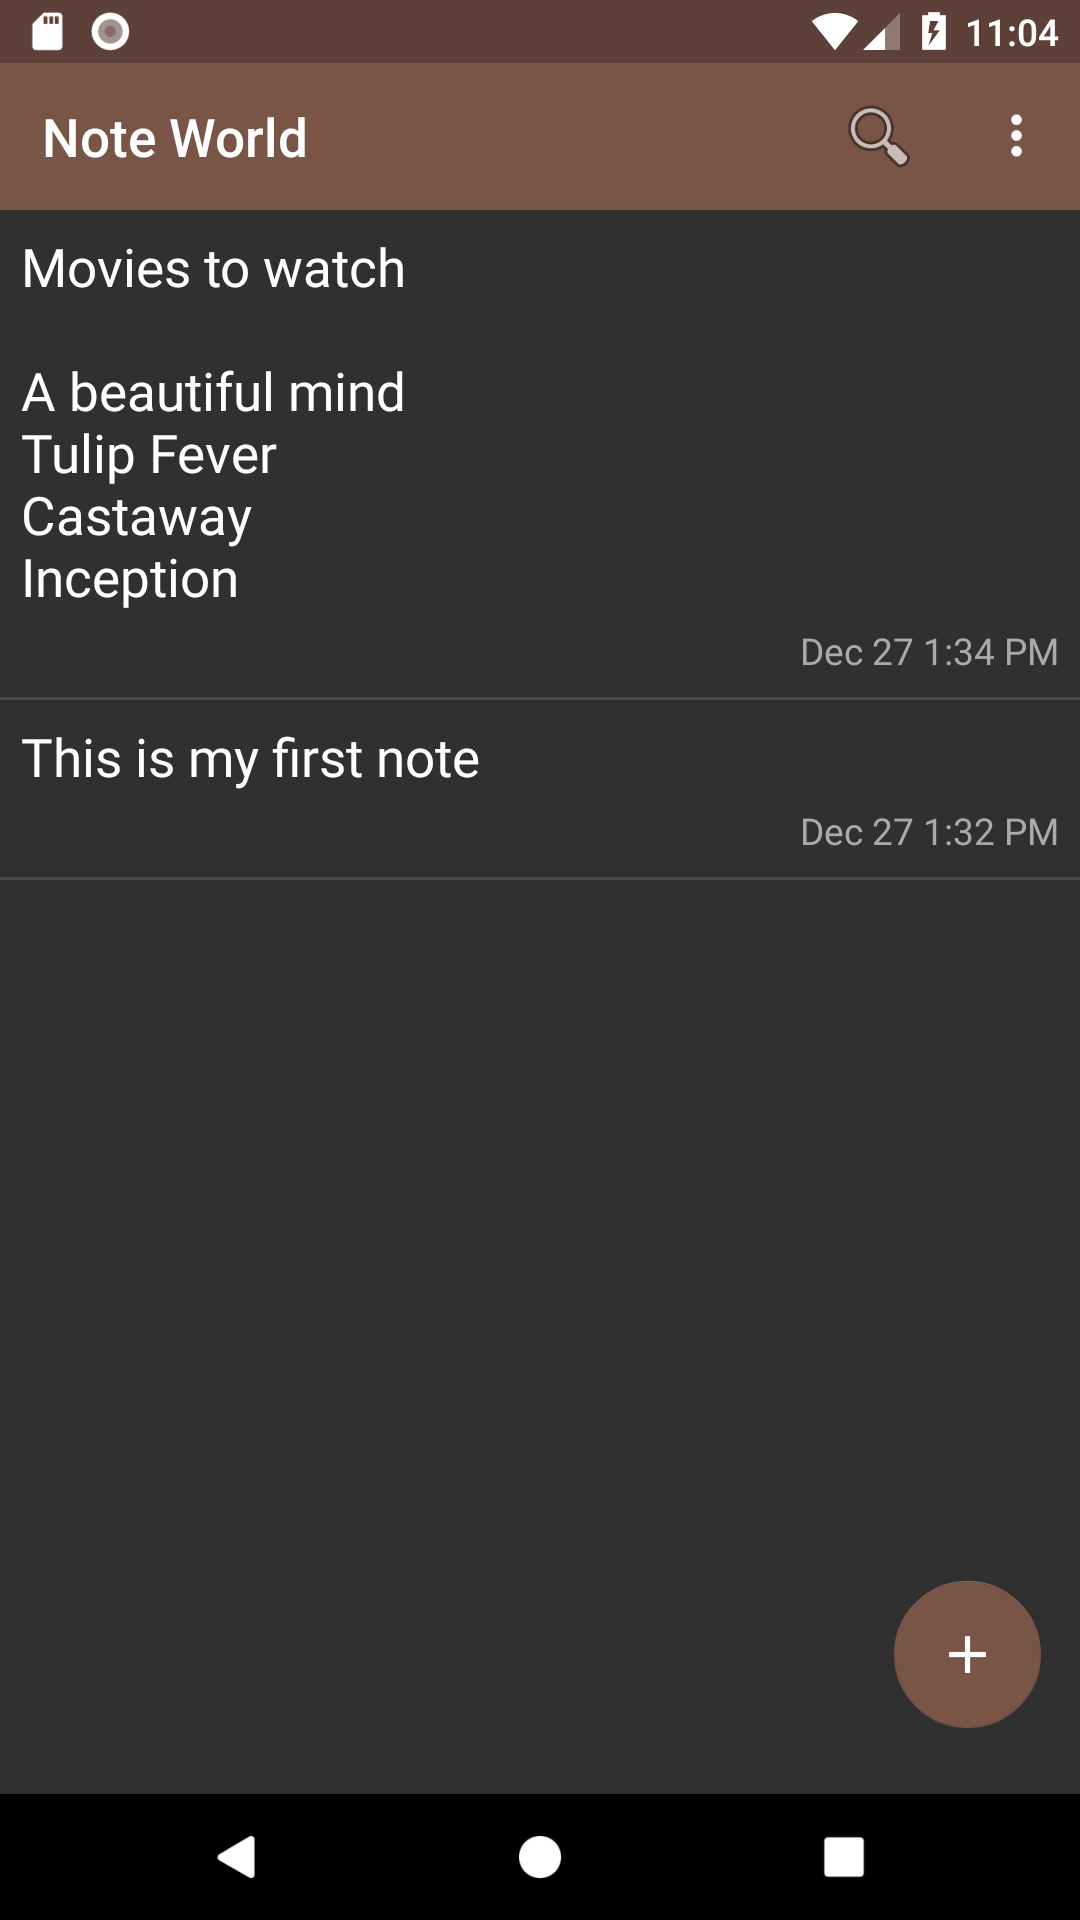 11:04
Note World
Movies to watch

A beautiful mind
Tulip Fever
Castaway
Inception
Dec 27 1:34 PM
This is my first note
Dec 27 1:32 PM